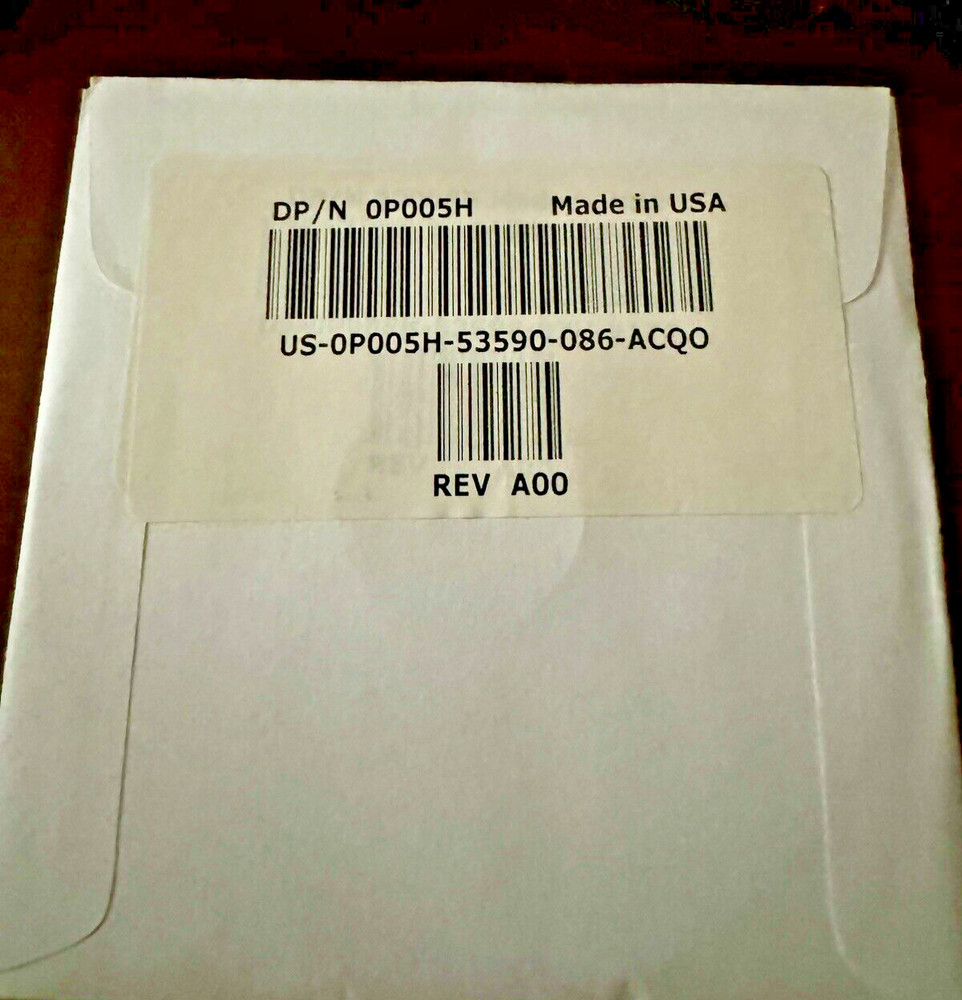 DP/N 0P005H Made in USA
US-0P005H-53590-086-ACQO
REV A00